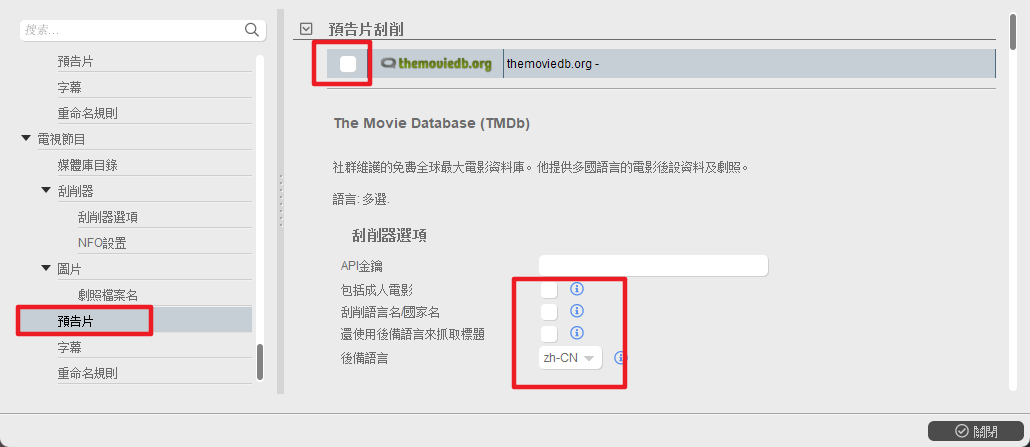 搜索...
預告片
字幕
重命名規則
電視節目
媒體庫目錄
刮削器
刮削器選項
NFO設置
圖片
劇照檔案名
預告片
字幕
重命名規則
預告片刮削
themoviedb.org
themoviedb.org -
The Movie Database (TMDb)
社群維護的免費全球最大電影資料庫。他提供多國語言的電影後設資料及劇照。
語言: 多選.
刮削器選項
API金鑰
包括成人電影
刮削語言名/國家名
還使用後備語言來抓取標題
後備語言
zh-CN
關閉